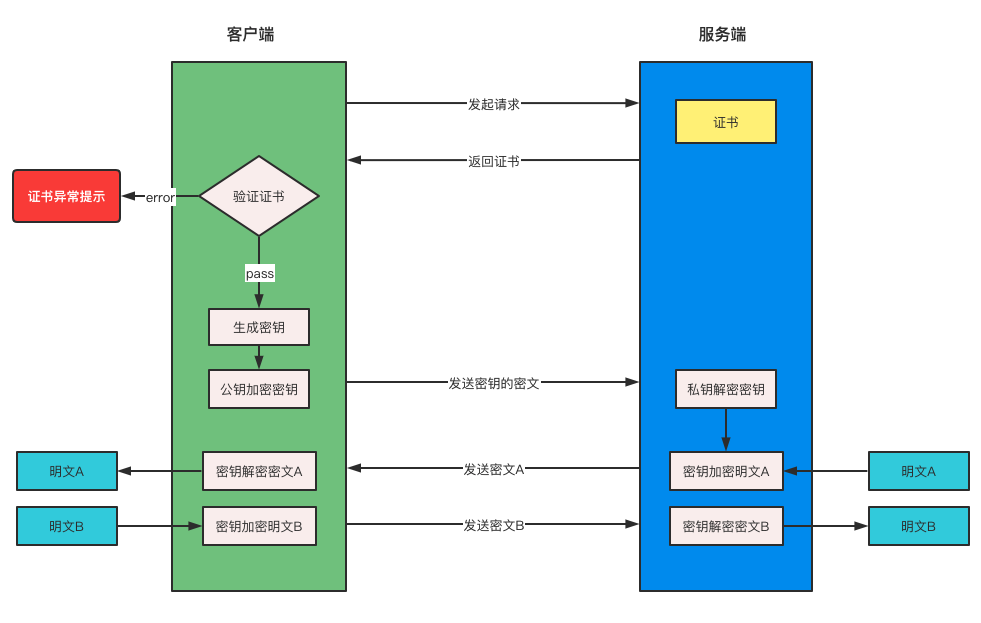 客户端
服务端
发起请求
证书
返回证书
证书异常提示
error
验证证书
pass
生成密钥
公钥加密密钥
发送密钥的密文
私钥解密密钥
明文A
密钥解密密文A
发送密文A
密钥加密明文A
明文A
明文B
密钥加密明文B
发送密文B
密钥解密密文B
明文B